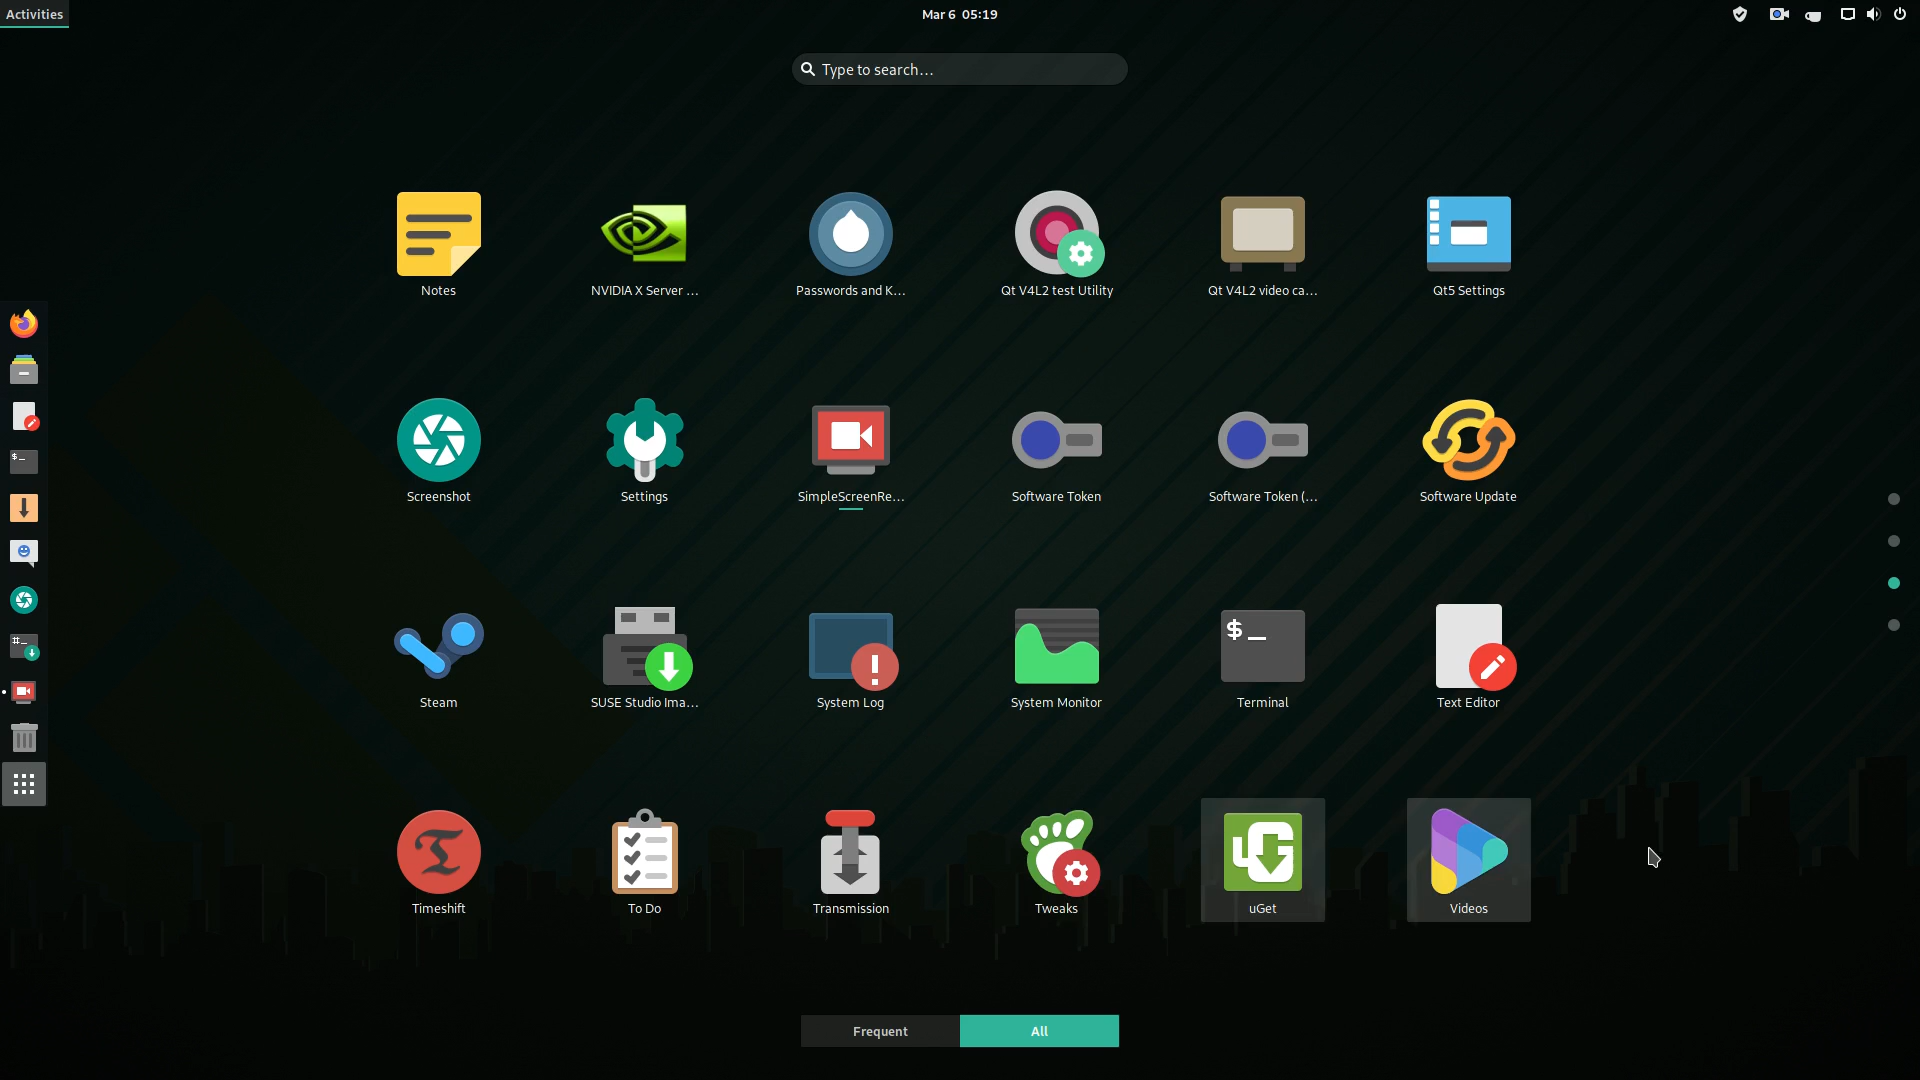 Activities
Mar 6 05:19
Type to search…
Notes
NVIDIA X Server …
Passwords and K…
Qt V4L2 test Utility
Qt V4L2 video ca…
Qt5 Settings
Screenshot
Settings
SimpleScreenRe…
Software Token
Software Token (…
Software Update
Steam
SUSE Studio Ima…
System Log
System Monitor
$_
Terminal
Text Editor
Timeshift
To Do
Transmission
Tweaks
uG
uGet
Videos
Frequent
All